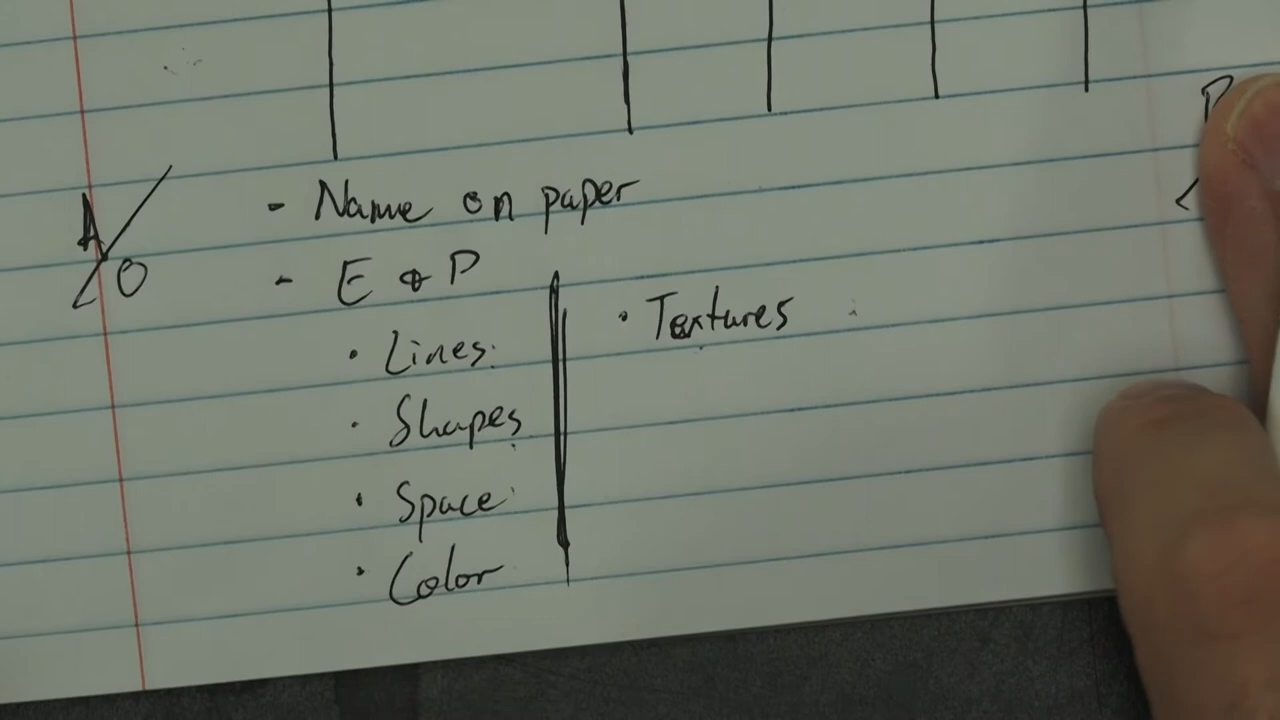 A/O
- Name on paper
- E & P
• Lines
• Shapes
• Space
• Color
• Textures